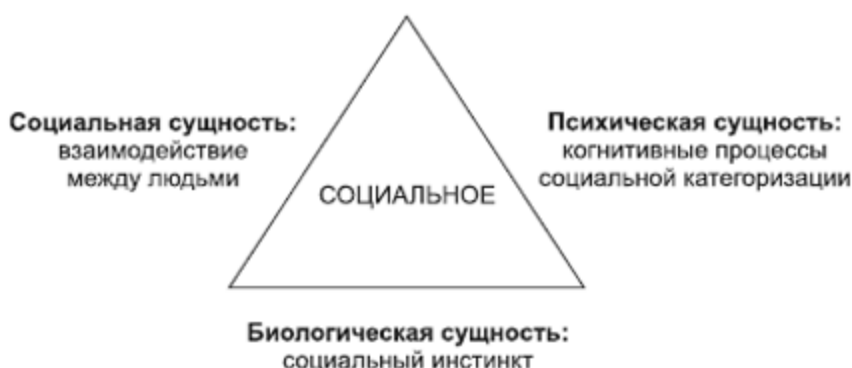 Социальная сущность:
взаимодействие
между людьми
Психическая сущность:
когнитивные процессы
социальной категоризации
СОЦИАЛЬНОЕ
Биологическая сущность:
социальный инстинкт